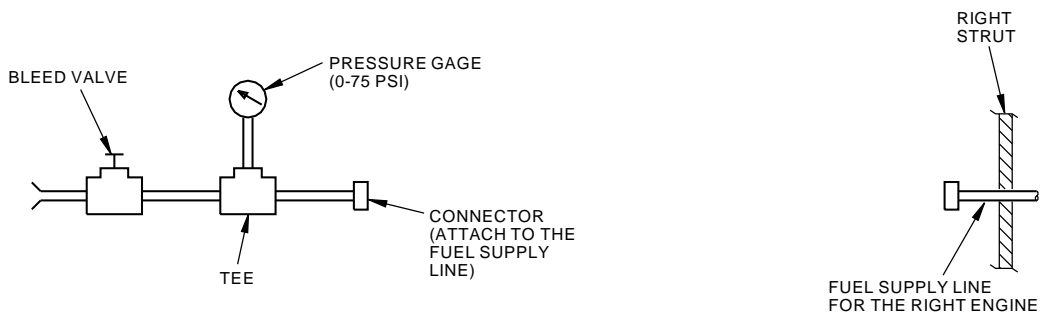 BLEED VALVE
PRESSURE GAGE
(0-75 PSI)
CONNECTOR
(ATTACH TO THE
FUEL SUPPLY
LINE)
TEE
RIGHT
STRUT
FUEL SUPPLY LINE
FOR THE RIGHT ENGINE